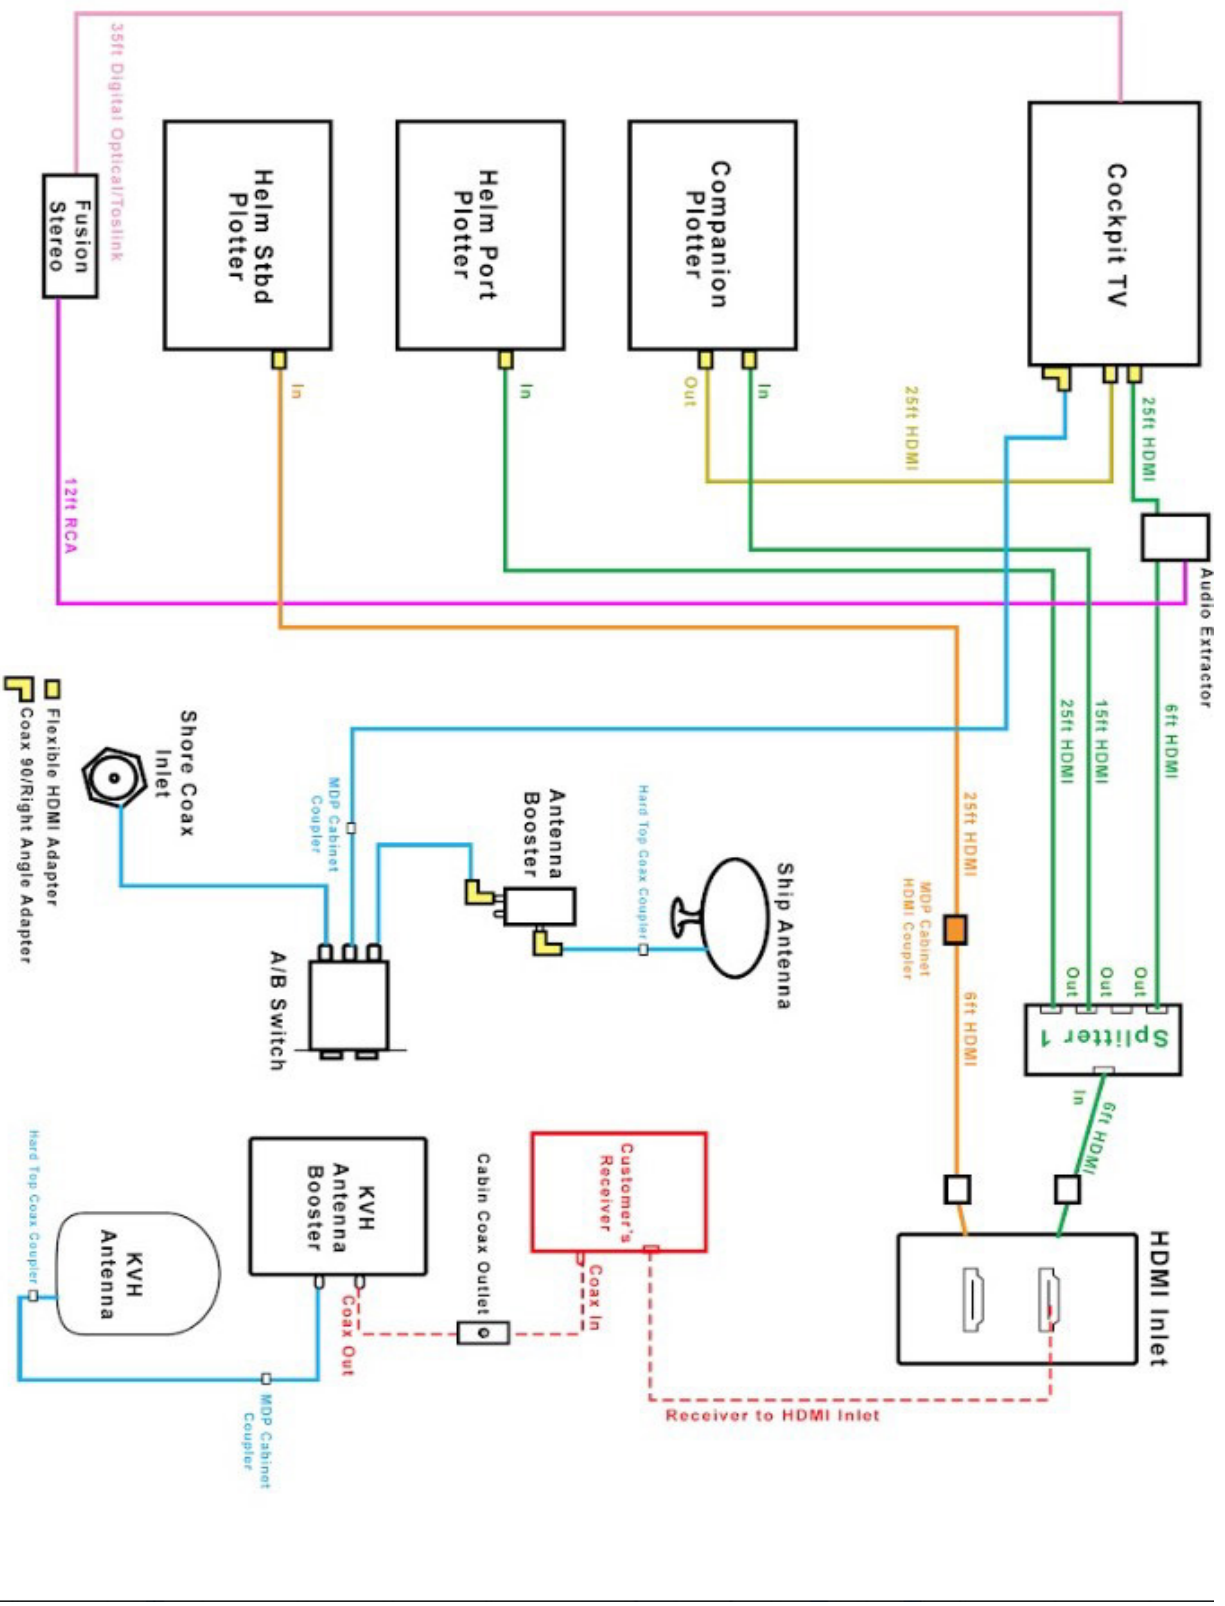 35ft Digital Optical/Toslink
Cockpit TV
Companion
Plotter
Helm Port
Plotter
Helm Stbd
Plotter
Fusion
Stereo
In
Out
In
In
25ft HDMI
25ft HDMI
Audio Extractor
12ft RCA
6ft HDMI
15ft HDMI
25ft HDMI
25ft HDMI
MDP Cabinet
HDMI Coupler
6ft HDMI
Out
Out
Out
Splitter 1
In
6ft HDMI
HDMI Inlet
Ship Antenna
Hard Top Coax Coupler
Antenna
Booster
MDP Cabinet
Coupler
Shore Coax
Inlet
A/B Switch
Flexible HDMI Adapter
Coax 90/Right Angle Adapter
Customer's
Receiver
Coax In
Cabin Coax Outlet
Coax Out
KVH
Antenna
Booster
KVH
Antenna
Hard Top Coax Coupler
MDP Cabinet
Coupler
Receiver to HDMI Inlet